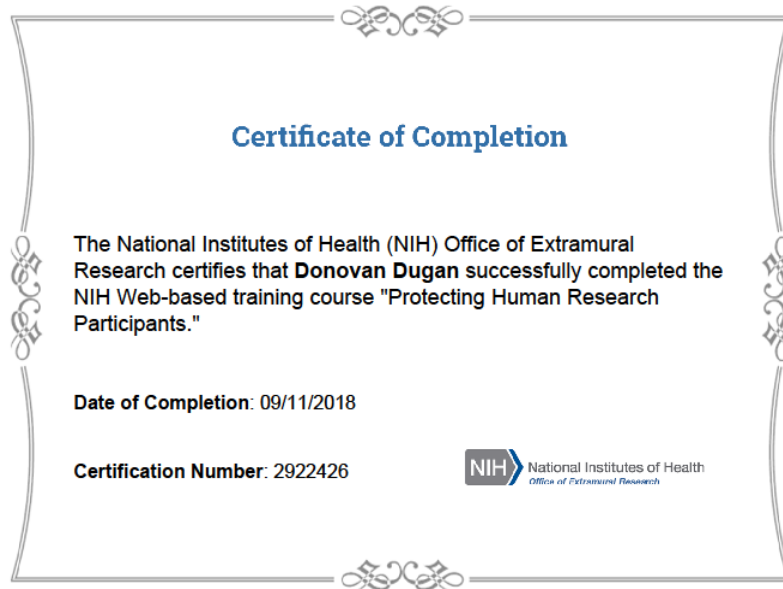 Certificate of Completion
The National Institutes of Health (NIH) Office of Extramural
Research certifies that Donovan Dugan successfully completed the
NIH Web-based training course "Protecting Human Research
Participants."
Date of Completion: 09/11/2018
Certification Number: 2922426
NIH National Institutes of Health
Office of Extramural Research